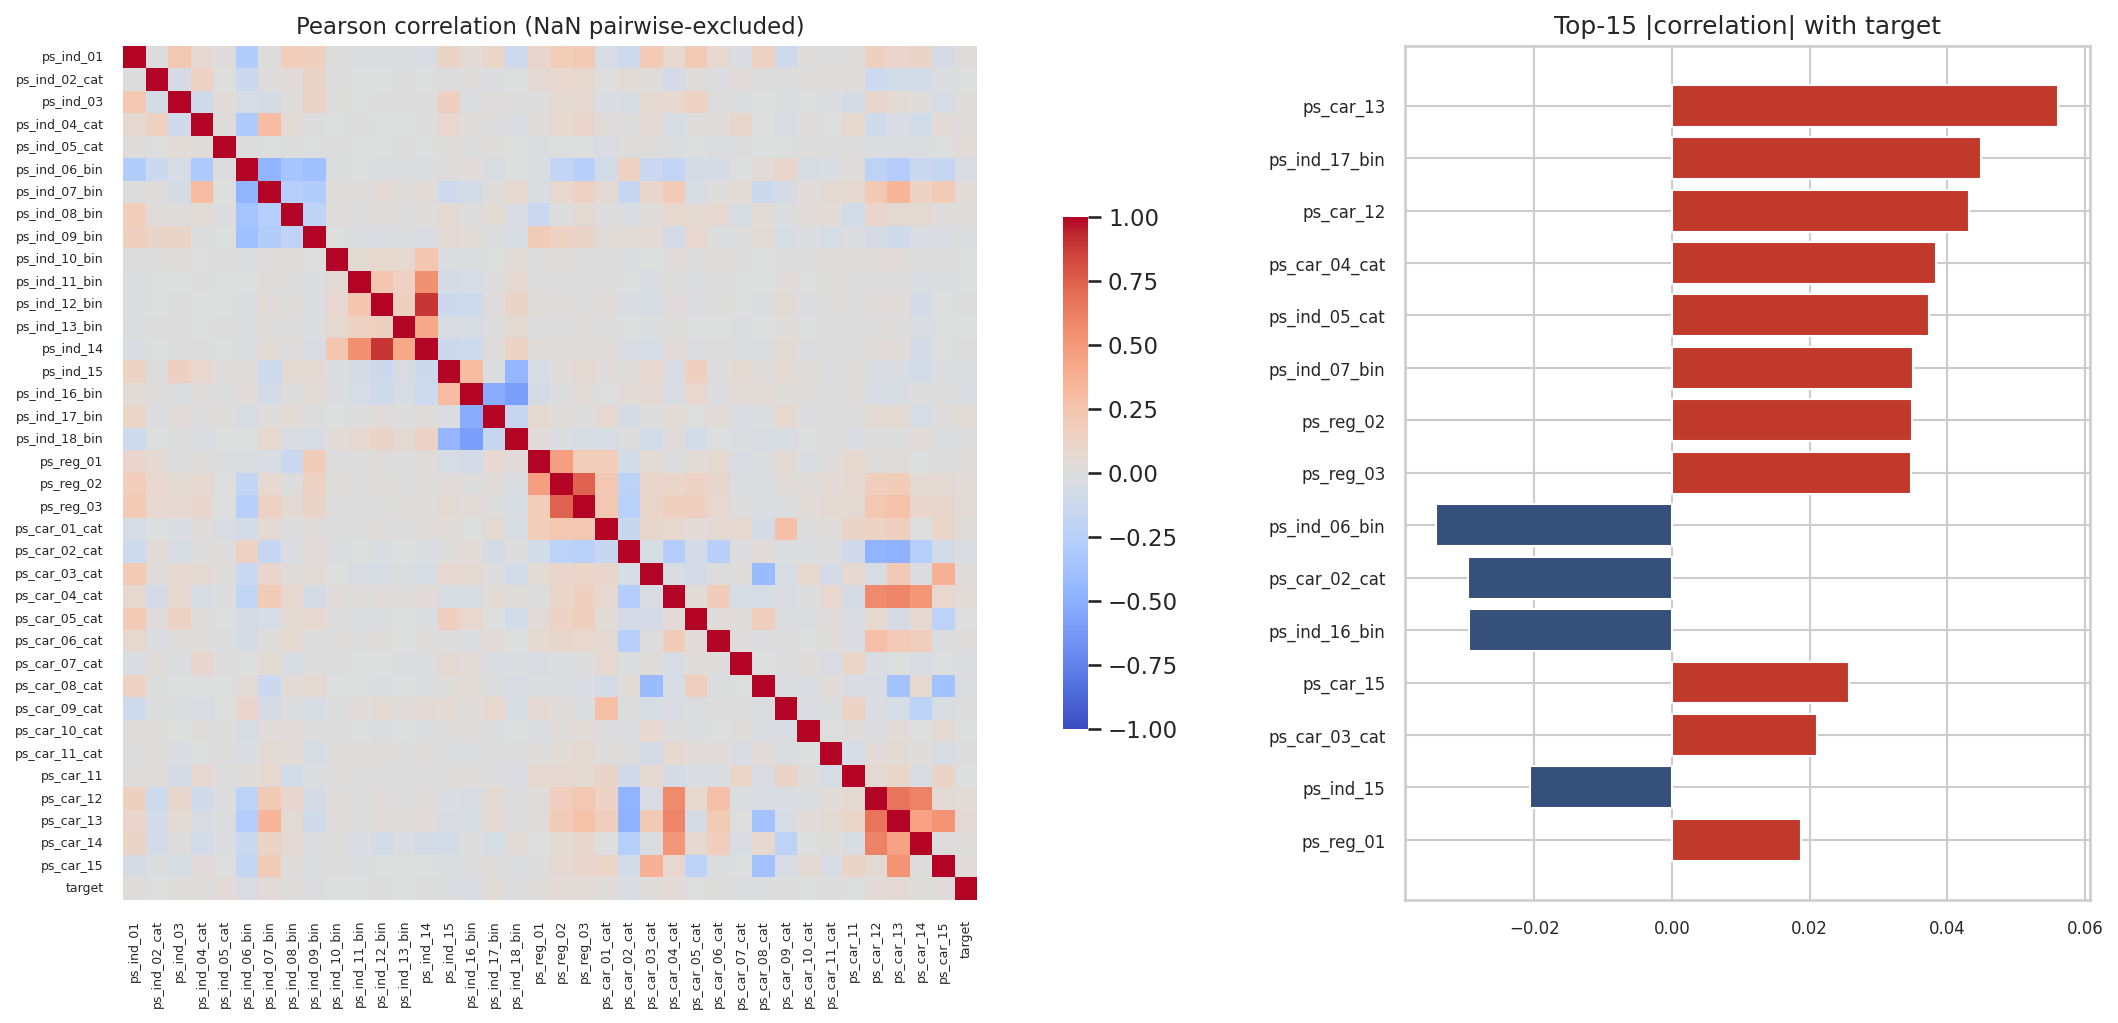 Pearson correlation (NaN pairwise-excluded)
ps_ind_01
ps_ind_02_cat
ps_ind_03
ps_ind_04_cat
ps_ind_05_cat
ps_ind_06_bin
ps_ind_07_bin
ps_ind_08_bin
ps_ind_09_bin
ps_ind_10_bin
ps_ind_11_bin
ps_ind_12_bin
ps_ind_13_bin
ps_ind_14
ps_ind_15
ps_ind_16_bin
ps_ind_17_bin
ps_ind_18_bin
ps_reg_01
ps_reg_02
ps_reg_03
ps_car_01_cat
ps_car_02_cat
ps_car_03_cat
ps_car_04_cat
ps_car_05_cat
ps_car_06_cat
ps_car_07_cat
ps_car_08_cat
ps_car_09_cat
ps_car_10_cat
ps_car_11_cat
ps_car_11
ps_car_12
ps_car_13
ps_car_14
ps_car_15
target
ps_ind_01
ps_ind_02_cat
ps_ind_03
ps_ind_04_cat
ps_ind_05_cat
ps_ind_06_bin
ps_ind_07_bin
ps_ind_08_bin
ps_ind_09_bin
ps_ind_10_bin
ps_ind_11_bin
ps_ind_12_bin
ps_ind_13_bin
ps_ind_14
ps_ind_15
ps_ind_16_bin
ps_ind_17_bin
ps_ind_18_bin
ps_reg_01
ps_reg_02
ps_reg_03
ps_car_01_cat
ps_car_02_cat
ps_car_03_cat
ps_car_04_cat
ps_car_05_cat
ps_car_06_cat
ps_car_07_cat
ps_car_08_cat
ps_car_09_cat
ps_car_10_cat
ps_car_11_cat
ps_car_11
ps_car_12
ps_car_13
ps_car_14
ps_car_15
target
1.00
0.75
0.50
0.25
0.00
−0.25
−0.50
−0.75
−1.00
Top-15 |correlation| with target
ps_car_13
ps_ind_17_bin
ps_car_12
ps_car_04_cat
ps_ind_05_cat
ps_ind_07_bin
ps_reg_02
ps_reg_03
ps_ind_06_bin
ps_car_02_cat
ps_ind_16_bin
ps_car_15
ps_car_03_cat
ps_ind_15
ps_reg_01
−0.02
0.00
0.02
0.04
0.06